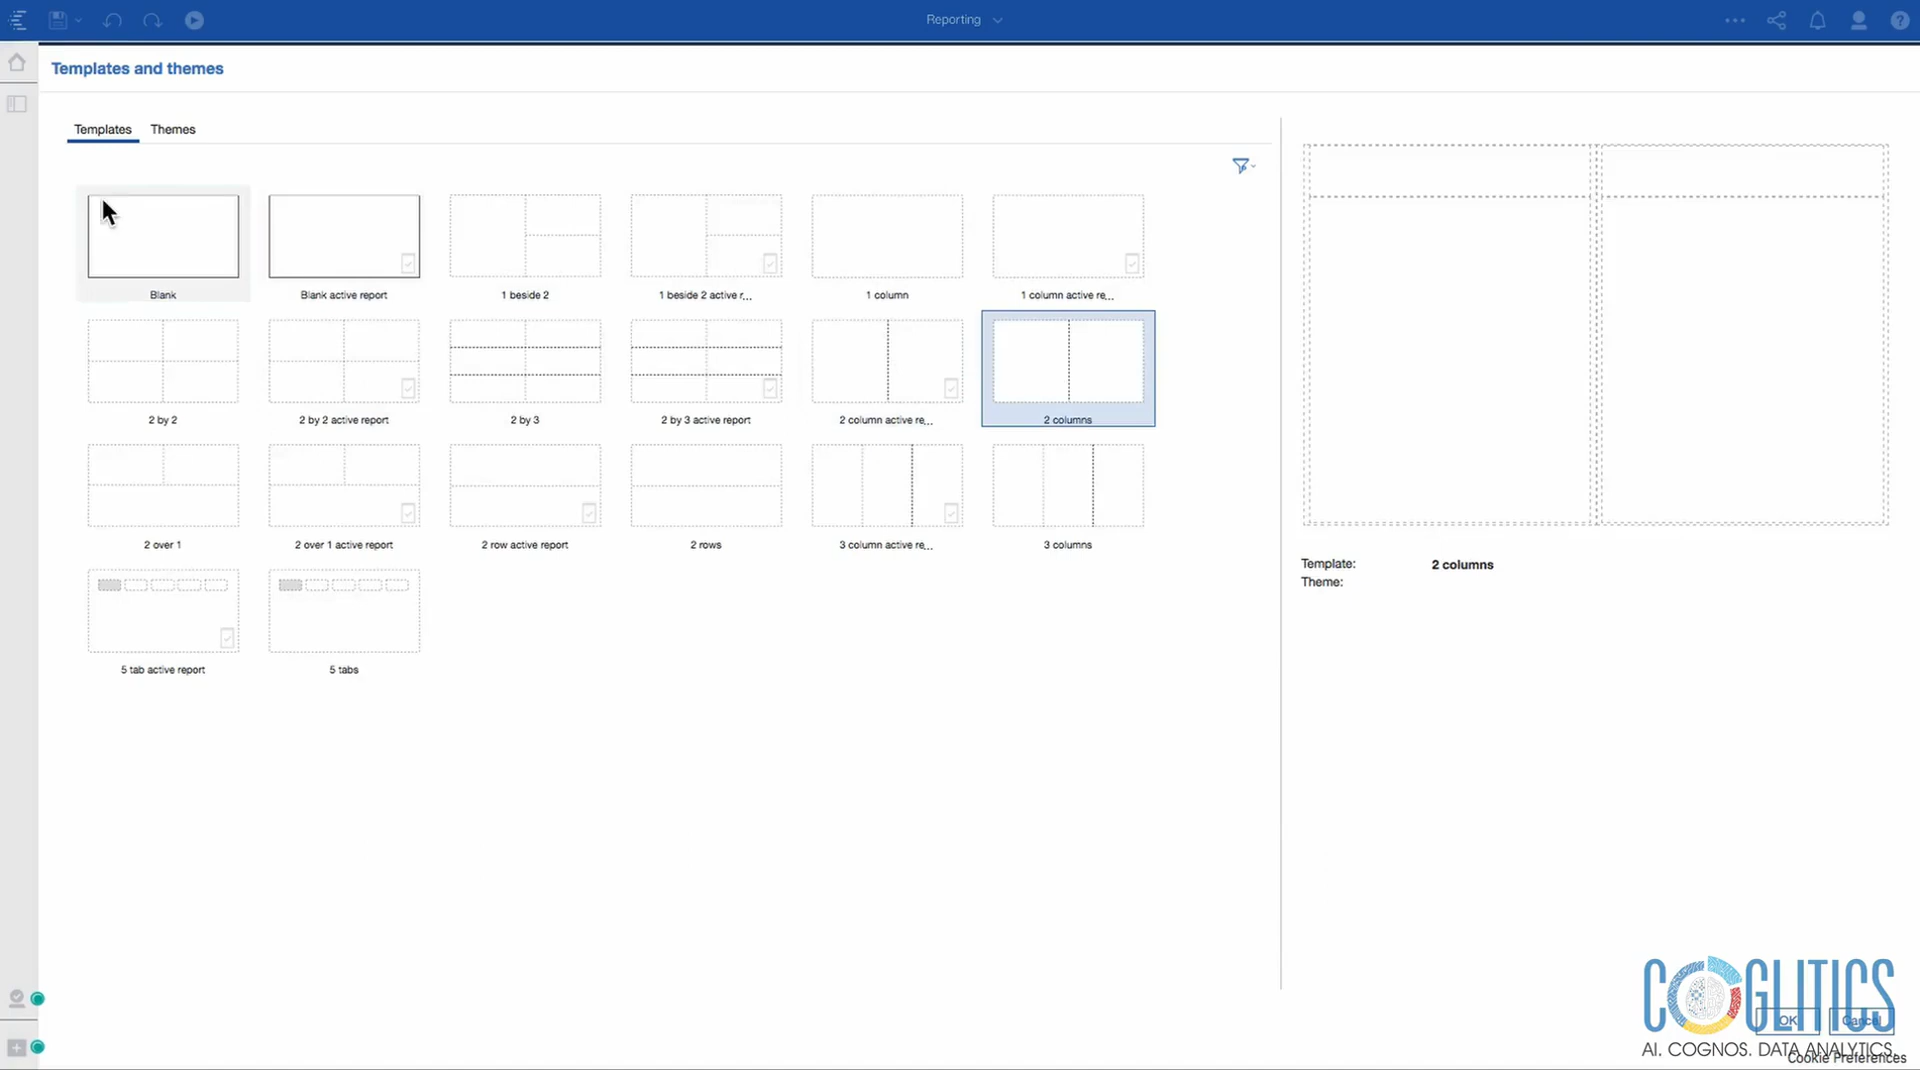 Reporting
Templates and themes
Templates Themes
Blank Blank active report 1 beside 2 1 beside 2 active r... 1 column 1 column active re...
2 by 2 2 by 2 active report 2 by 3 2 by 3 active report 2 column active re... 2 columns
2 over 1 2 over 1 active report 2 row active report 2 rows 3 column active re... 3 columns
5 tab active report 5 tabs
Template: 2 columns
Theme:
COGLITICS
OK Cancel
AI. COGNOS. DATA ANALYTICS.
Cookie Preferences